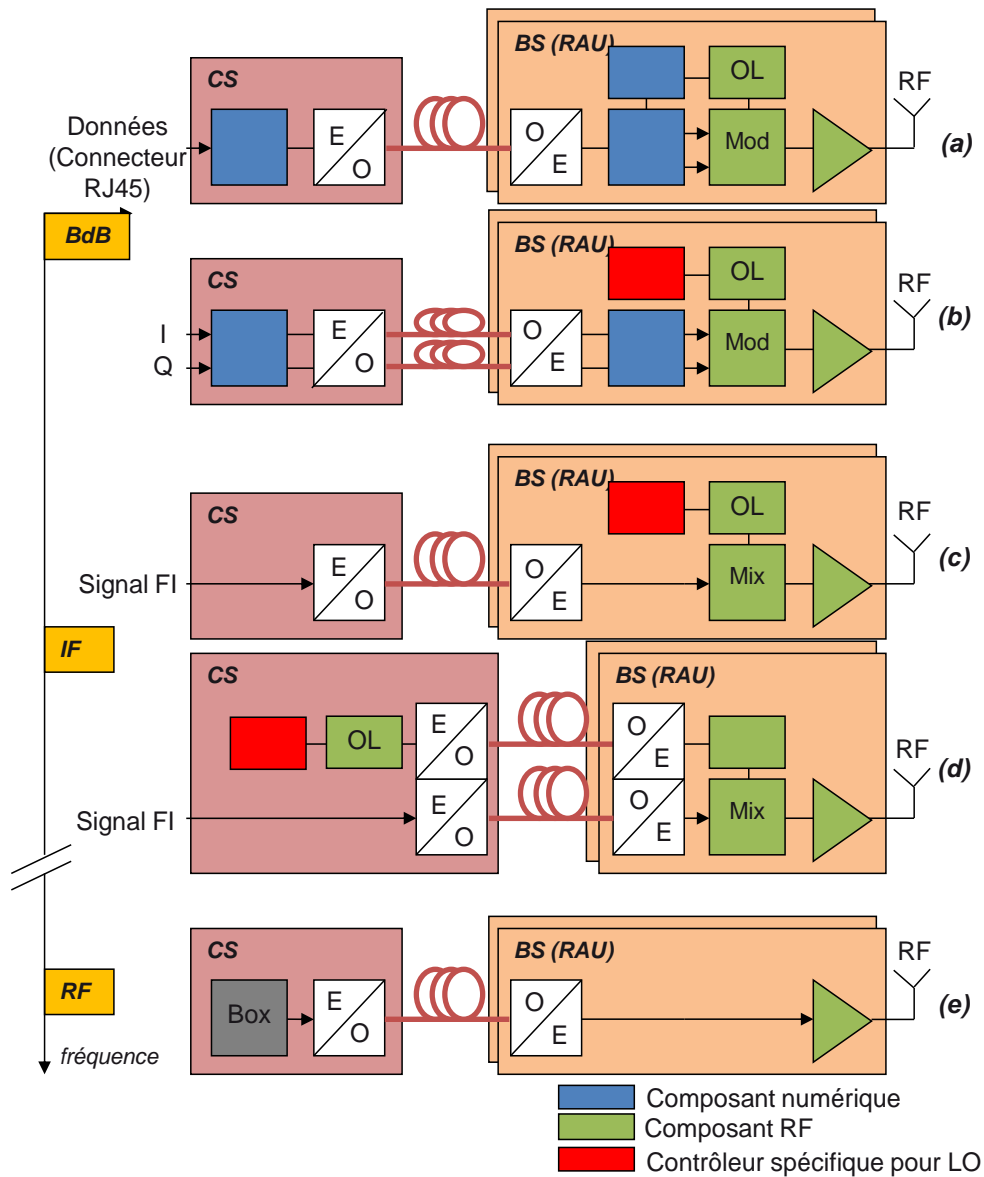 BS (RAU)
CS
OL
RF
E
O
O
E
Mod
(a)
Données
(Connecteur
RJ45)
BdB
BS (RAU)
CS
OL
RF
I
Q
E
O
O
E
Mod
(b)
BS (RAU)
CS
OL
RF
Signal FI
E
O
O
E
Mix
(c)
IF
CS
BS (RAU)
OL
E
O
O
E
RF
Signal FI
E
O
O
E
Mix
(d)
CS
BS (RAU)
RF
RF
Box
E
O
O
E
(e)
fréquence
Composant numérique
Composant RF
Contrôleur spécifique pour LO